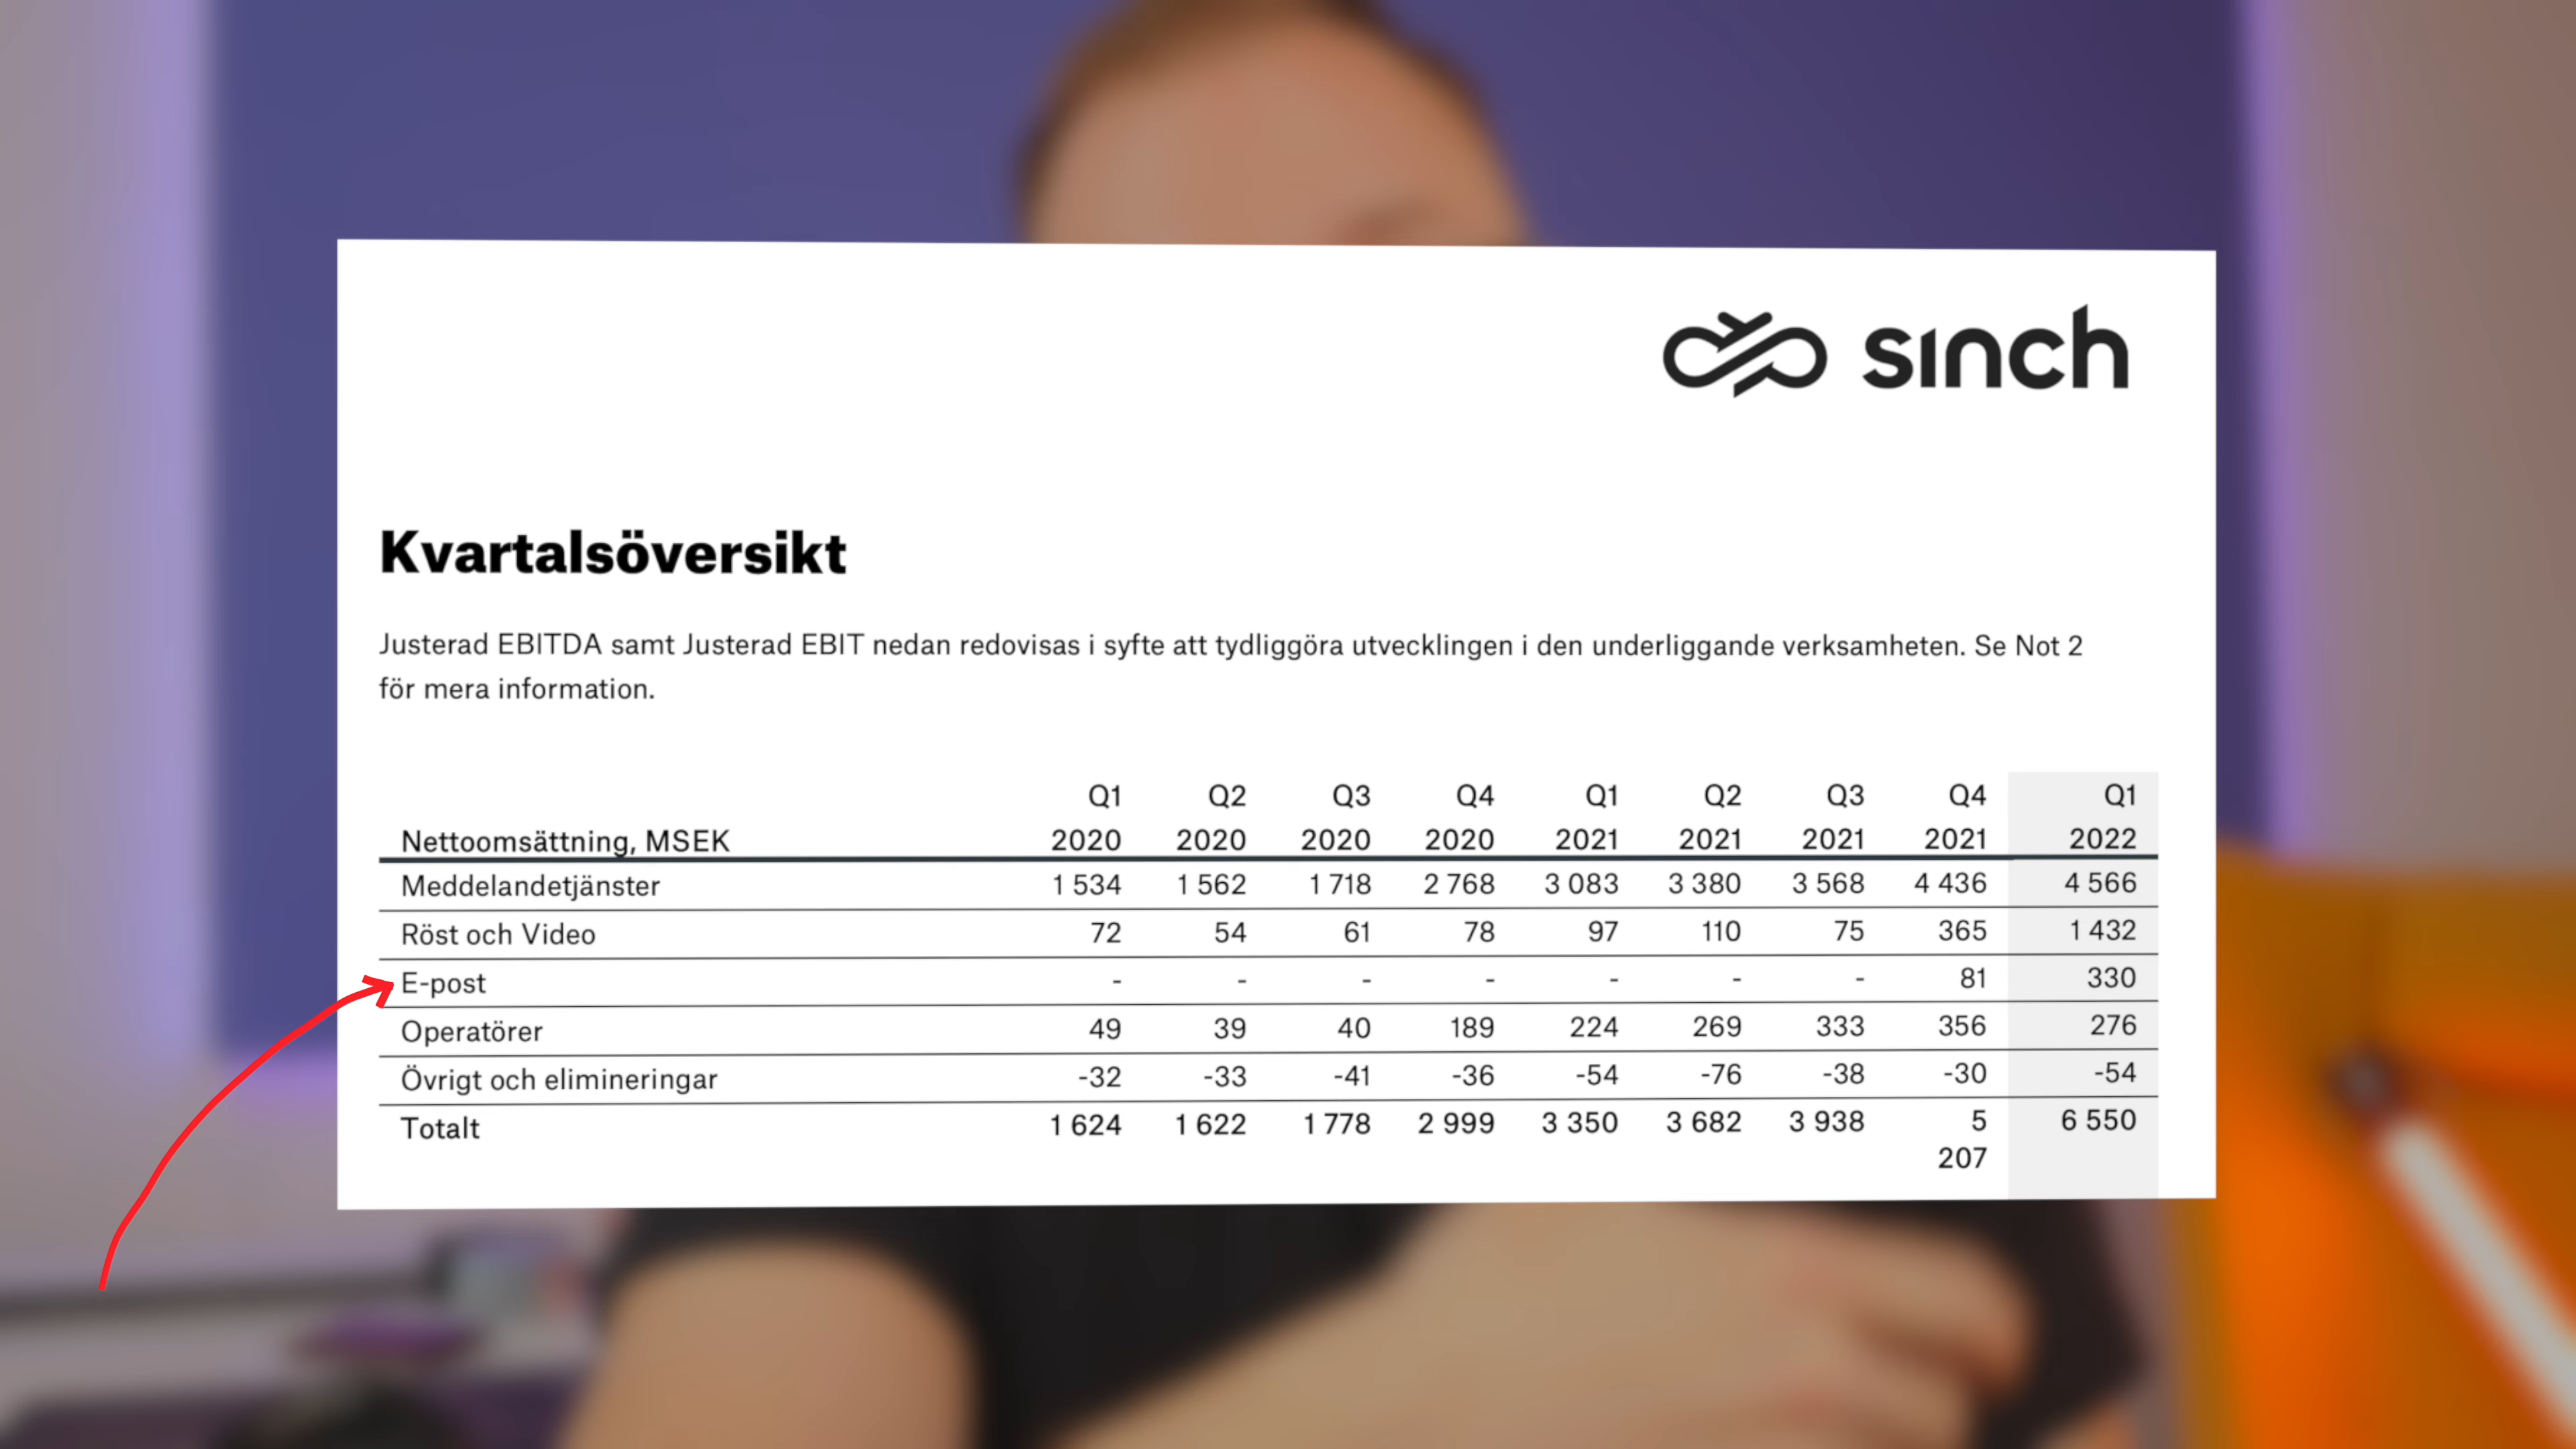 sinch
Kvartalsöversikt
Justerad EBITDA samt Justerad EBIT nedan redovisas i syfte att tydliggöra utvecklingen i den underliggande verksamheten. Se Not 2
för mera information.
Q1 Q2 Q3 Q4 Q1 Q2 Q3 Q4 Q1
Nettoomsättning, MSEK 2020 2020 2020 2020 2021 2021 2021 2021 2022
Meddelandetjänster 1 534 1 562 1 718 2 768 3 083 3 380 3 568 4 436 4 566
Röst och Video 72 54 61 78 97 110 75 365 1 432
E-post - - - - - - - 81 330
Operatörer 49 39 40 189 224 269 333 356 276
Övrigt och elimineringar -32 -33 -41 -36 -54 -76 -38 -30 -54
Totalt 1 624 1 622 1 778 2 999 3 350 3 682 3 938 5 6 550
207